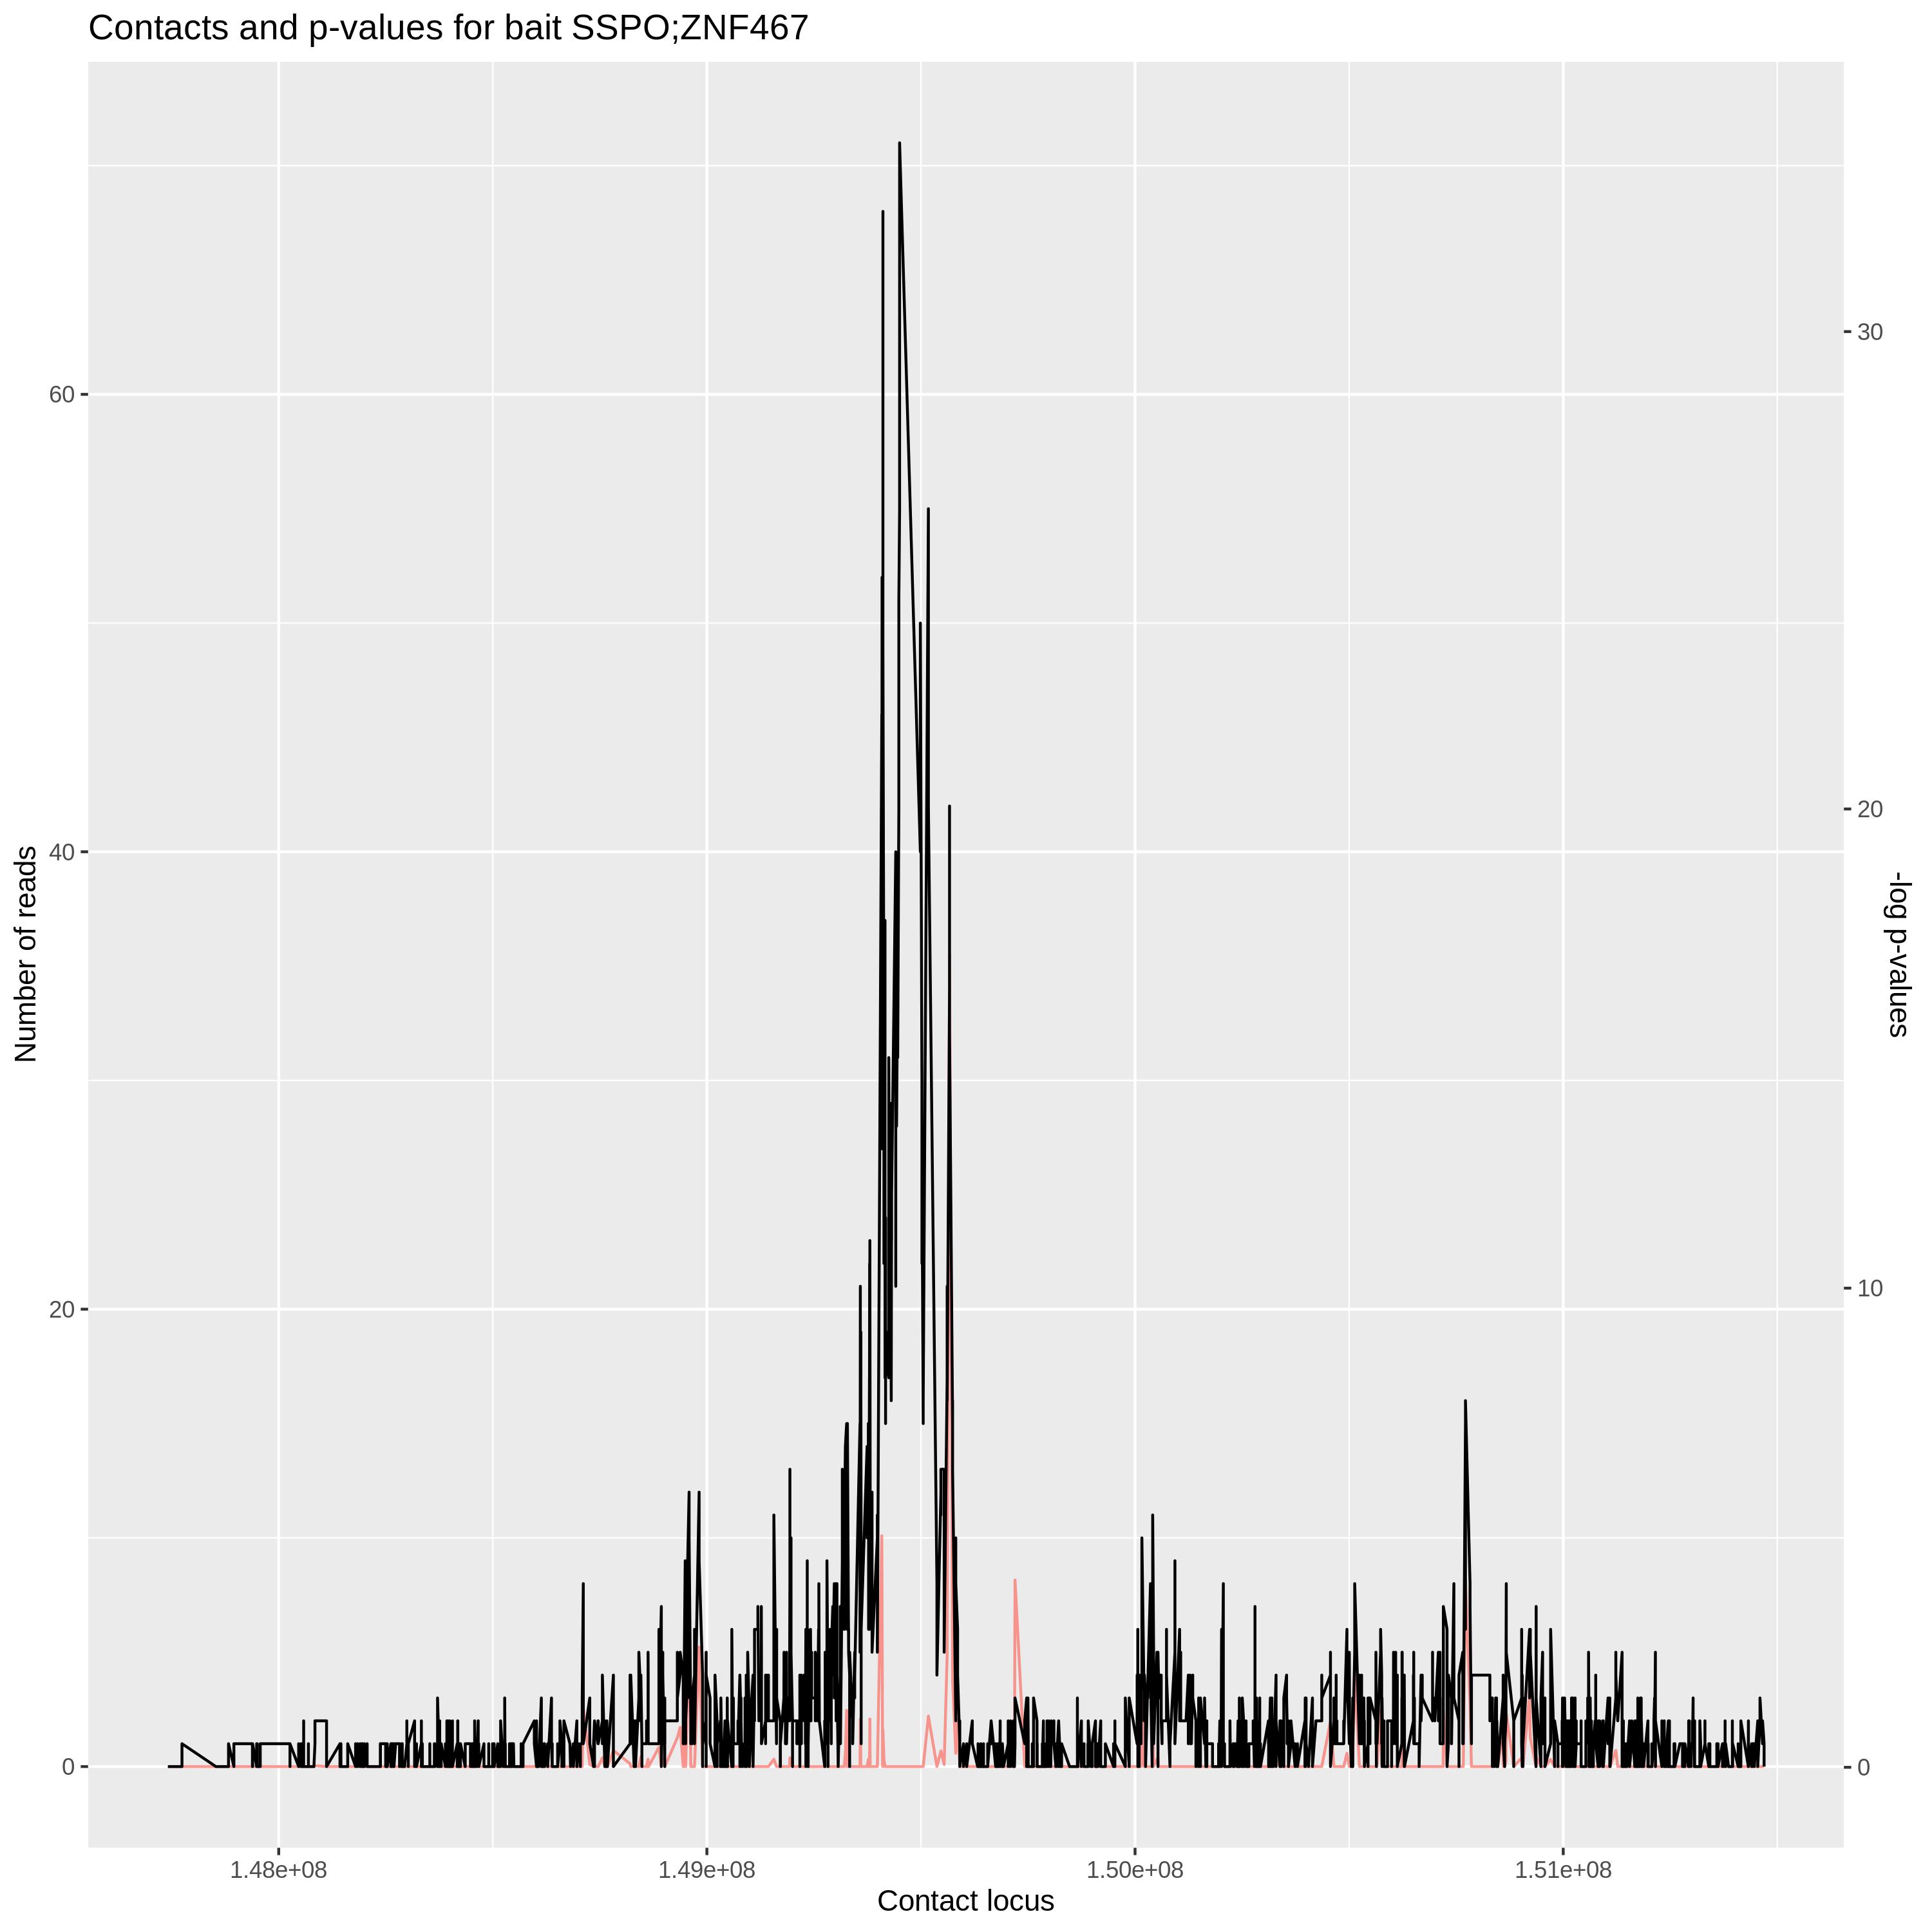 Contacts and p-values for bait SSPO;ZNF467
Number of reads
60
40
20
0
30
20
10
0
-log p-values
1.48e+08
1.49e+08
1.50e+08
1.51e+08
Contact locus